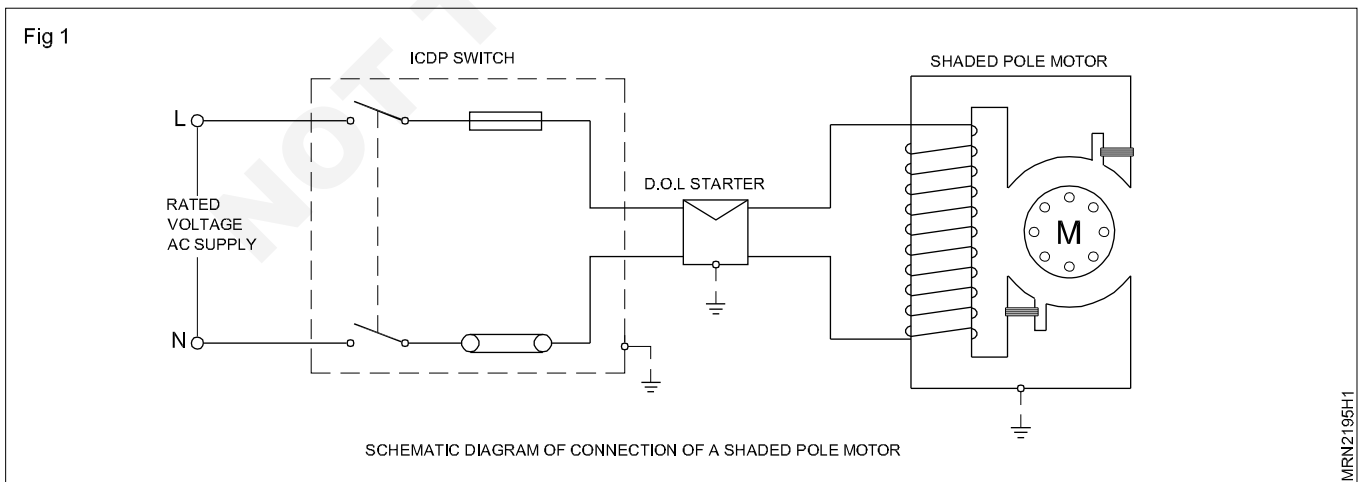 Fig 1
ICDP SWITCH
SHADED POLE MOTOR
L
D.O.L STARTER
RATED
VOLTAGE
AC SUPPLY
M
N
SCHEMATIC DIAGRAM OF CONNECTION OF A SHADED POLE MOTOR
MRN2195H1
NOT T